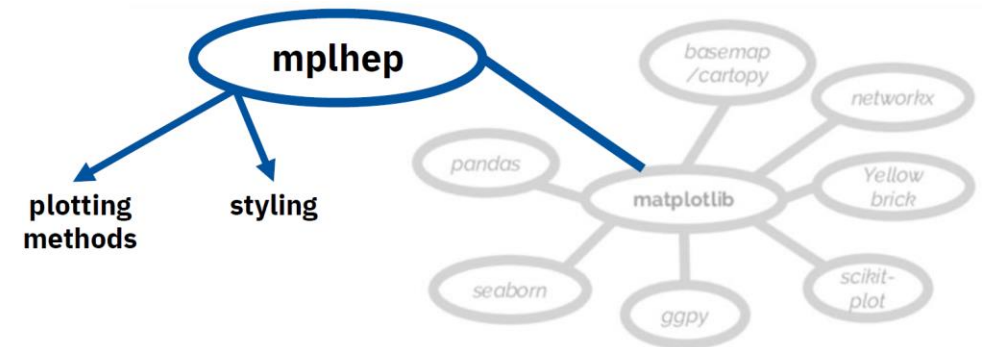 mplhep
plotting
methods
styling
basemap
/cartopy
networkx
pandas
matplotlib
Yellow
brick
seaborn
ggpy
scikit-
plot